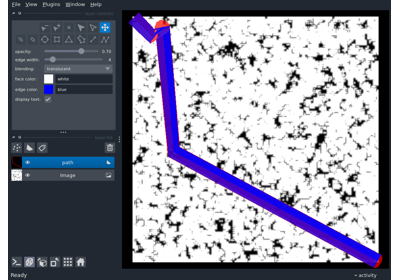 File View Plugins Window Help
opacity: 0.70
edge width: 4
blending: translucent
face color: white
edge color: blue
display text: ✓
path
Image
Ready
activity